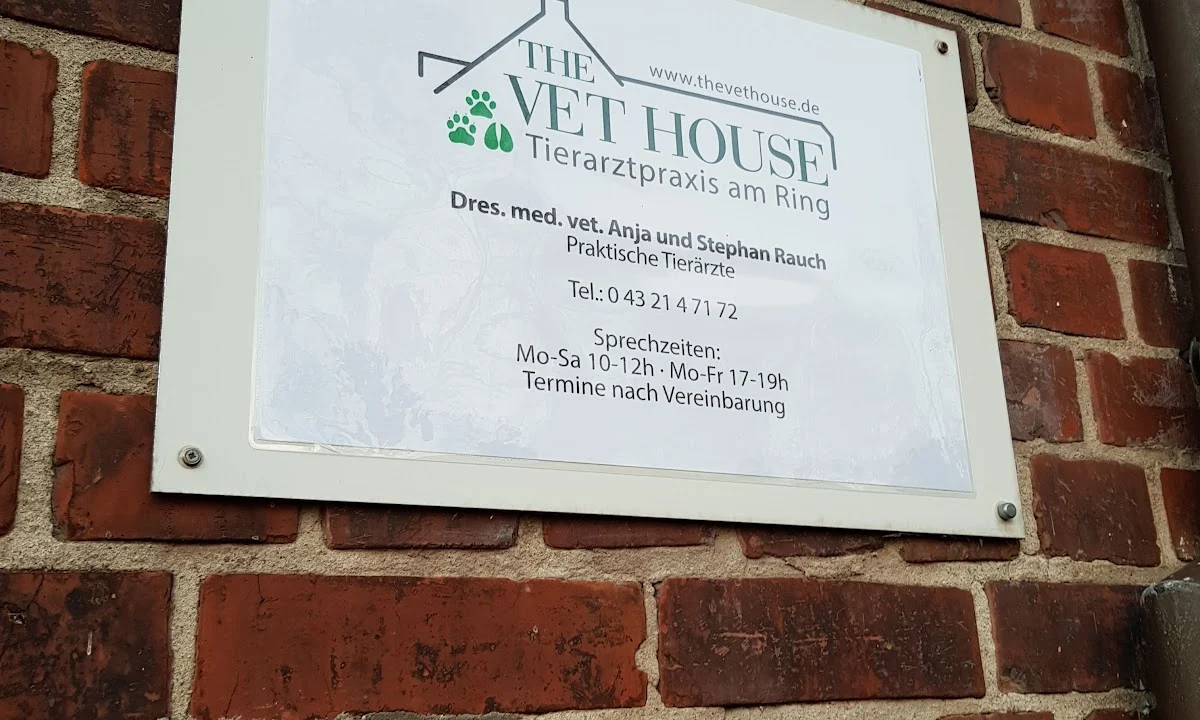 www.thevethouse.de
THE
VET HOUSE
Tierarztpraxis am Ring
Dres. med. vet. Anja und Stephan Rauch
Praktische Tierärzte
Tel.: 0 43 21 4 71 72
Sprechzeiten:
Mo-Sa 10-12h · Mo-Fr 17-19h
Termine nach Vereinbarung